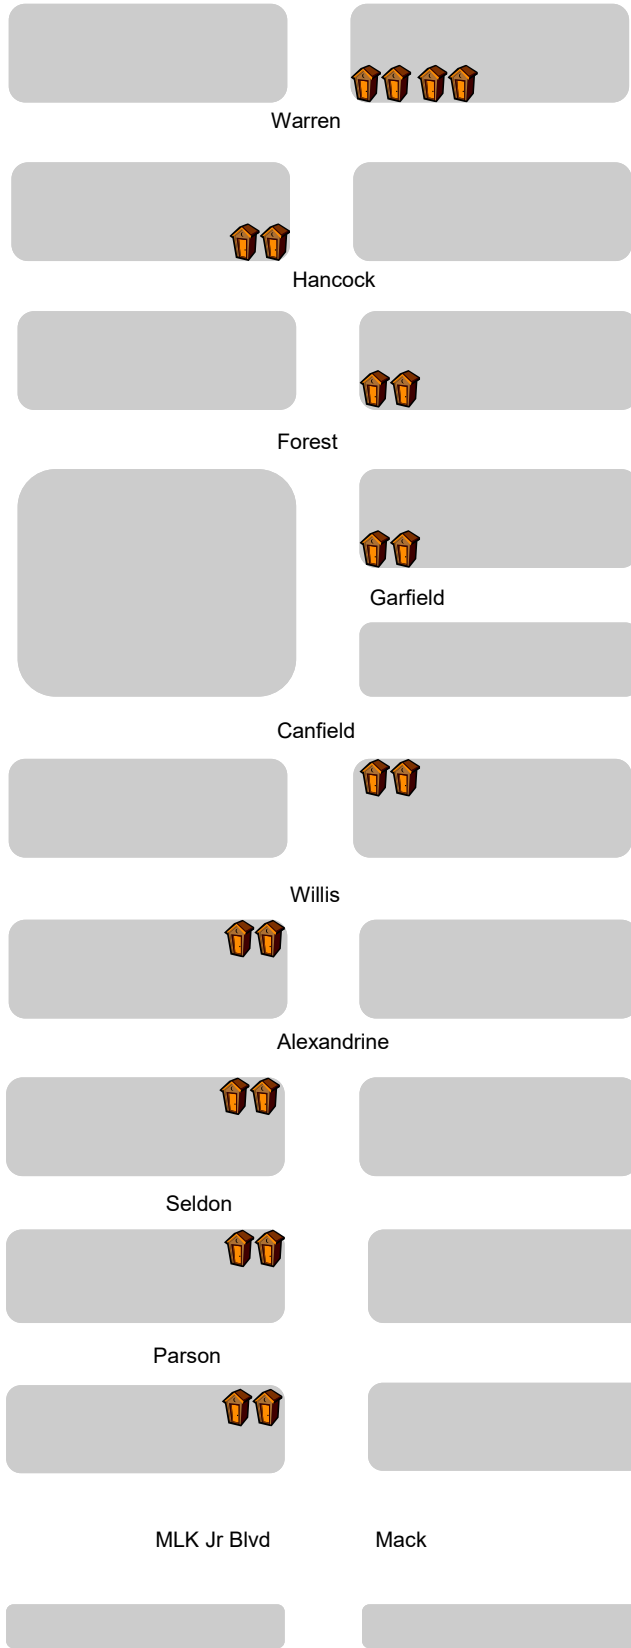 Warren
Hancock
Forest
Garfield
Canfield
Willis
Alexandrine
Seldon
Parson
MLK Jr Blvd Mack